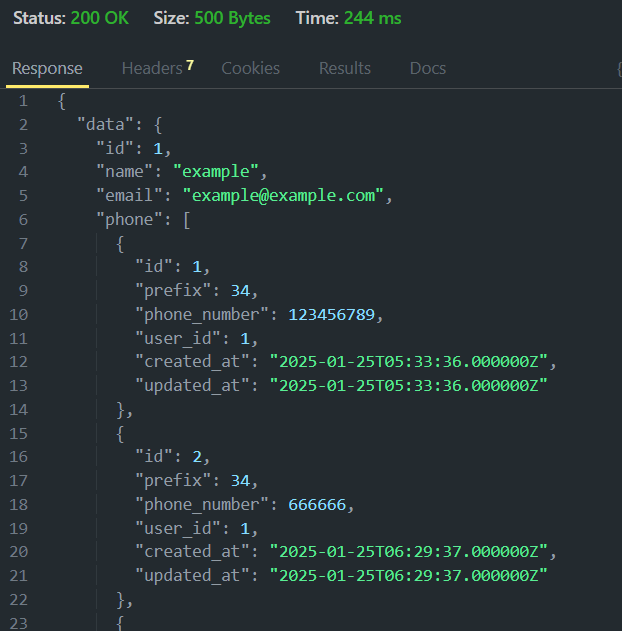 Status: 200 OK Size: 500 Bytes Time: 244 ms
Response Headers 7 Cookies Results Docs {
1 {
2 "data": {
3 "id": 1,
4 "name": "example",
5 "email": "example@example.com",
6 "phone": [
7 {
8 "id": 1,
9 "prefix": 34,
10 "phone_number": 123456789,
11 "user_id": 1,
12 "created_at": "2025-01-25T05:33:36.000000Z",
13 "updated_at": "2025-01-25T05:33:36.000000Z"
14 },
15 {
16 "id": 2,
17 "prefix": 34,
18 "phone_number": 666666,
19 "user_id": 1,
20 "created_at": "2025-01-25T06:29:37.000000Z",
21 "updated_at": "2025-01-25T06:29:37.000000Z"
22 },
23 {